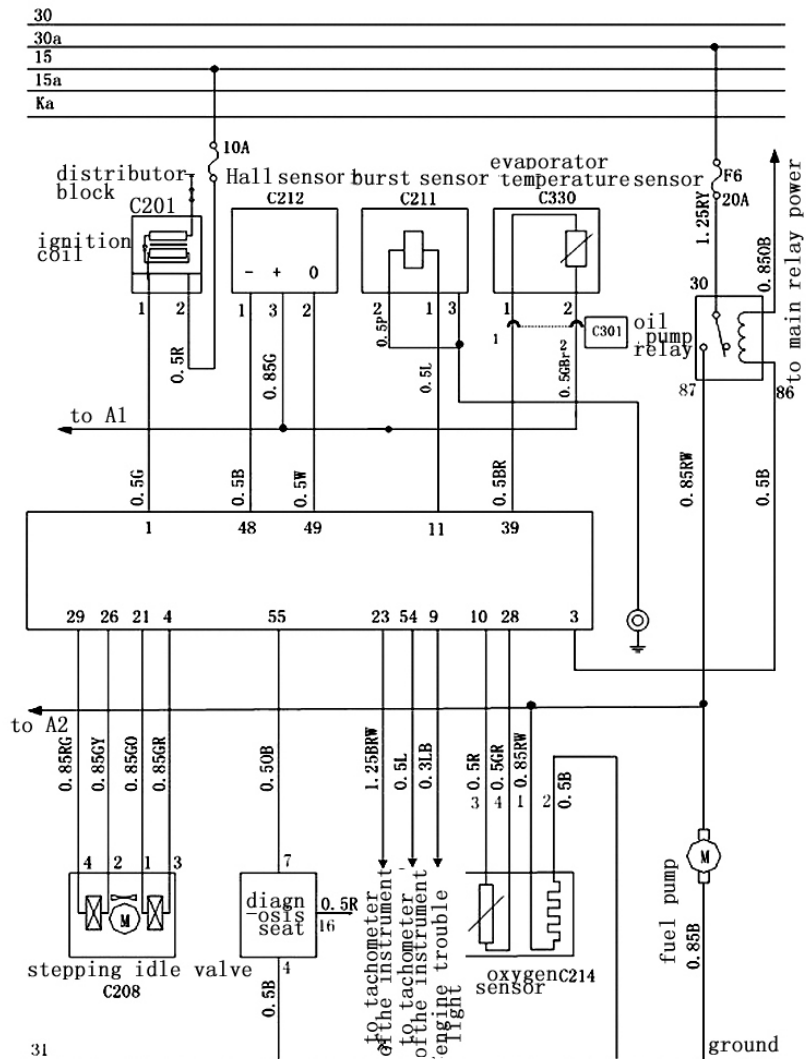 30
30a
15
15a
Ka
10A
F6
20A
1.25RY
0.850B
to main relay power
distributor
block
Hall sensor
burst sensor
evaporator
temperature sensor
C201
C212
C211
C330
ignition
coil
- + 0
1 2
1 3 2
2 1 3
1 2
1
2
C301
oil
pump
relay
30
87
86
0.5R
0.85G
0.5P
0.5L
0.5GBr
to A1
0.5G
0.5B
0.5W
0.5BR
0.85RW
0.5B
1 48 49 11 39
29 26 21 4 55 23 54 9 10 28 3
to A2
0.85RG
0.85GY
0.85GO
0.85GR
0.50B
1.25BRW
0.5L
0.3LB
0.5R
0.5GR
0.85RW
0.5B
3 4 1 2
4 2 1 3
7
M
diagn
-osis
seat
0.5R
16
4
stepping idle valve
C208
0.5B
to tachometer
of the instrument
to tachometer
of the instrument
engine trouble
light
oxygen C214
sensor
M
fuel pump
0.85B
31
ground